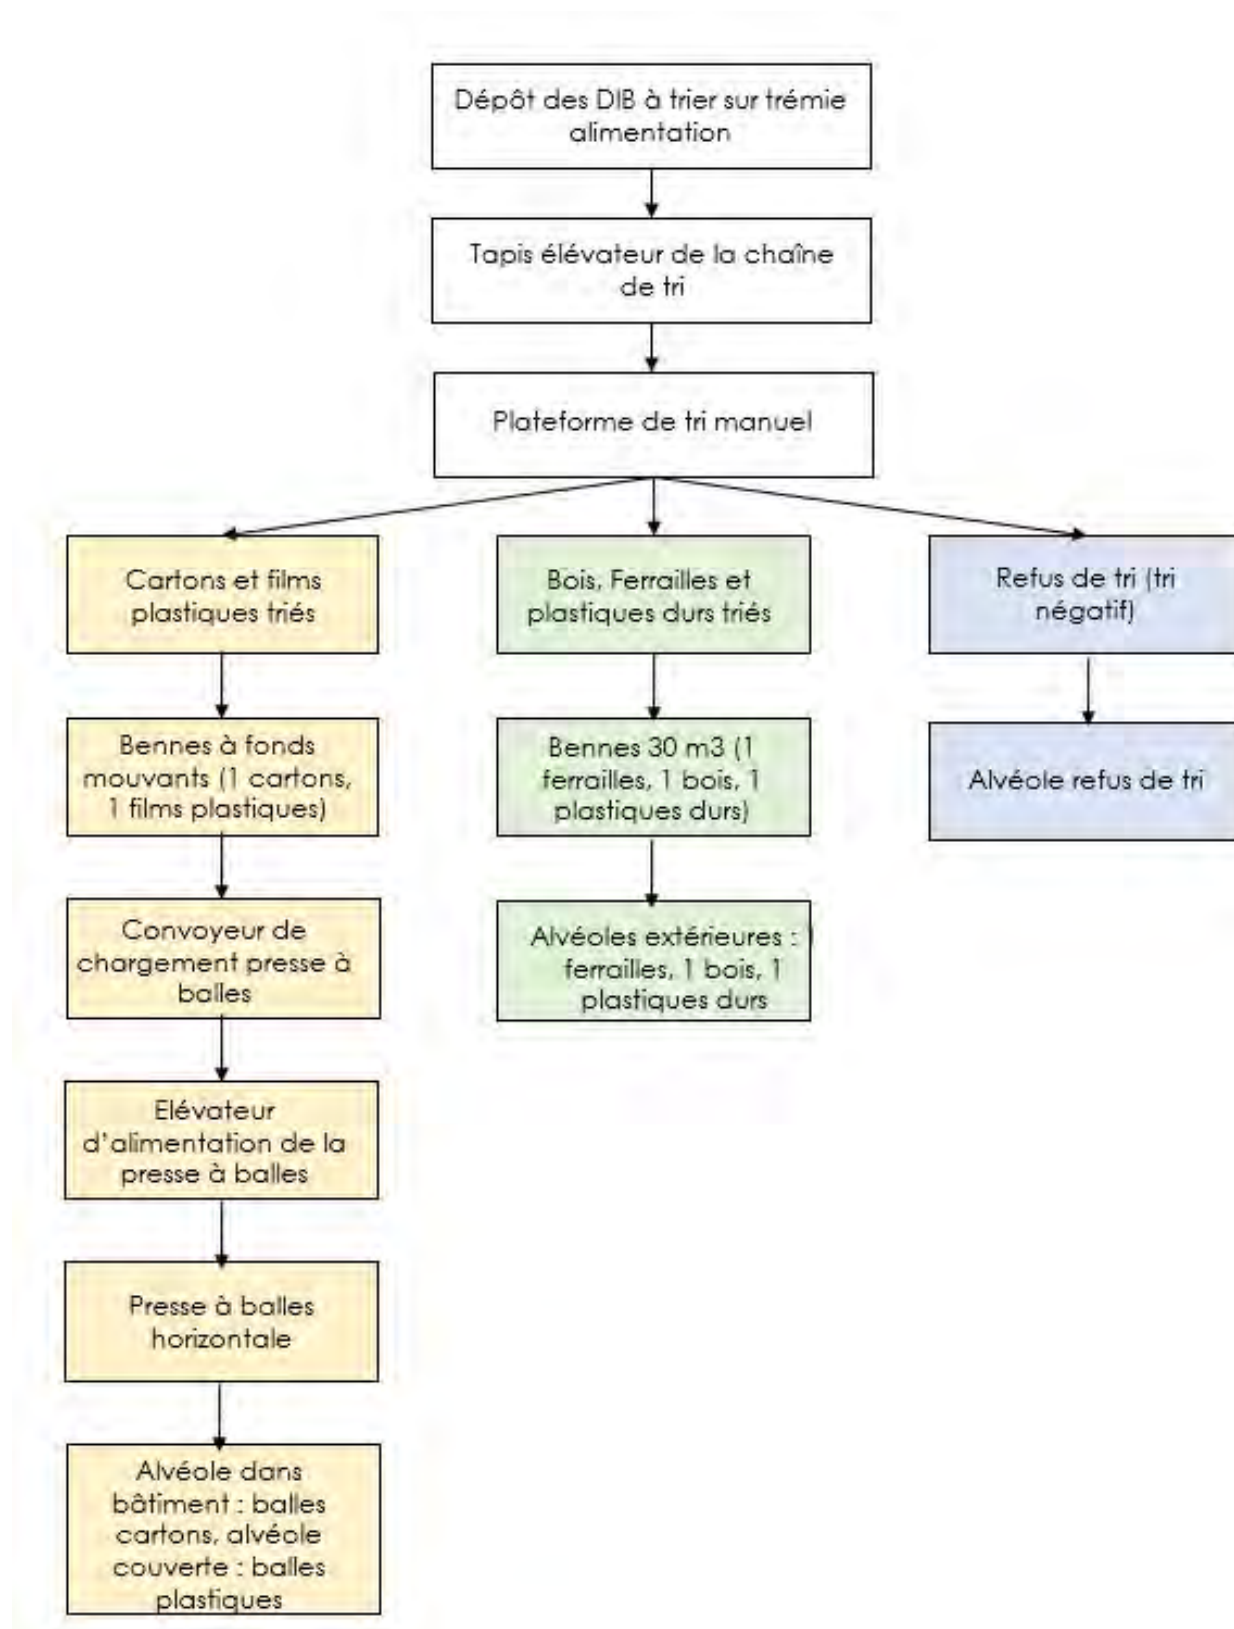 Dépôt des DIB à trier sur trémie
alimentation
Tapis élévateur de la chaîne
de tri
Plateforme de tri manuel
Cartons et films
plastiques triés
Bois, Ferrailles et
plastiques durs triés
Refus de tri (tri
négatif)
Bennes à fonds
mouvants (1 cartons,
1 films plastiques)
Bennes 30 m3 (1
ferrailles, 1 bois, 1
plastiques durs)
Alvéole refus de tri
Convoyeur de
chargement presse à
balles
Alvéoles extérieures : 1
ferrailles, 1 bois, 1
plastiques durs
Elévateur
d'alimentation de la
presse à balles
Presse à balles
horizontale
Alvéole dans
bâtiment : balles
cartons, alvéole
couverte : balles
plastiques